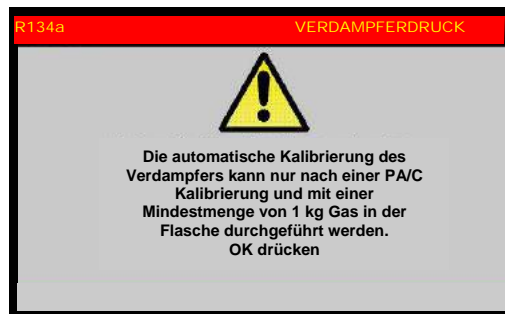 R134a VERDAMPFERDRUCK
Die automatische Kalibrierung des
Verdampfers kann nur nach einer PA/C
Kalibrierung und mit einer
Mindestmenge von 1 kg Gas in der
Flasche durchgeführt werden.
OK drücken